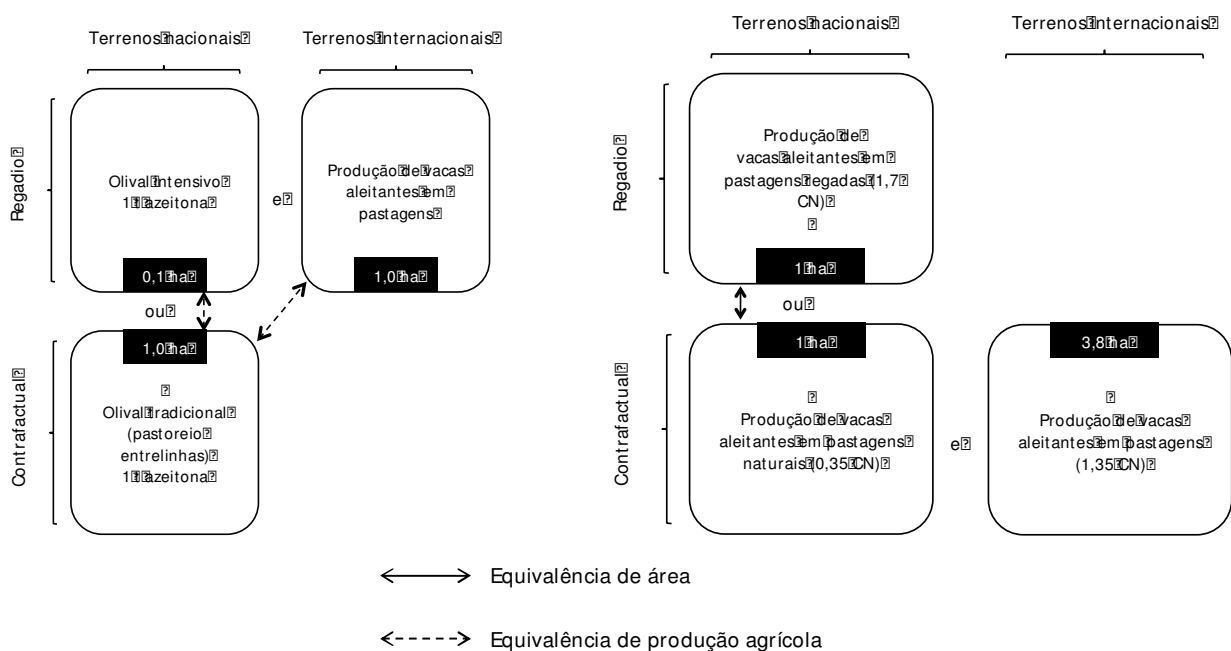 Terrenos nacionais
Terrenos internacionais
Regadio
Olival intensivo
1 t azeitona
0,1 ha
e
Produção de vacas
aleitantes em
pastagens
1,0 ha
ou
Contrafactual
1,0 ha
Olival tradicional
(pastoreio
entrelinhas)
1 t azeitona
Terrenos nacionais
Terrenos internacionais
Regadio
Produção de
vacas aleitantes em
pastagens regadas (1,7
CN)
1 ha
ou
Contrafactual
1 ha
Produção de vacas
aleitantes em pastagens
naturais (0,35 CN)
e
3,8 ha
Produção de vacas
aleitantes em pastagens
(1,35 CN)
Equivalência de área
Equivalência de produção agrícola